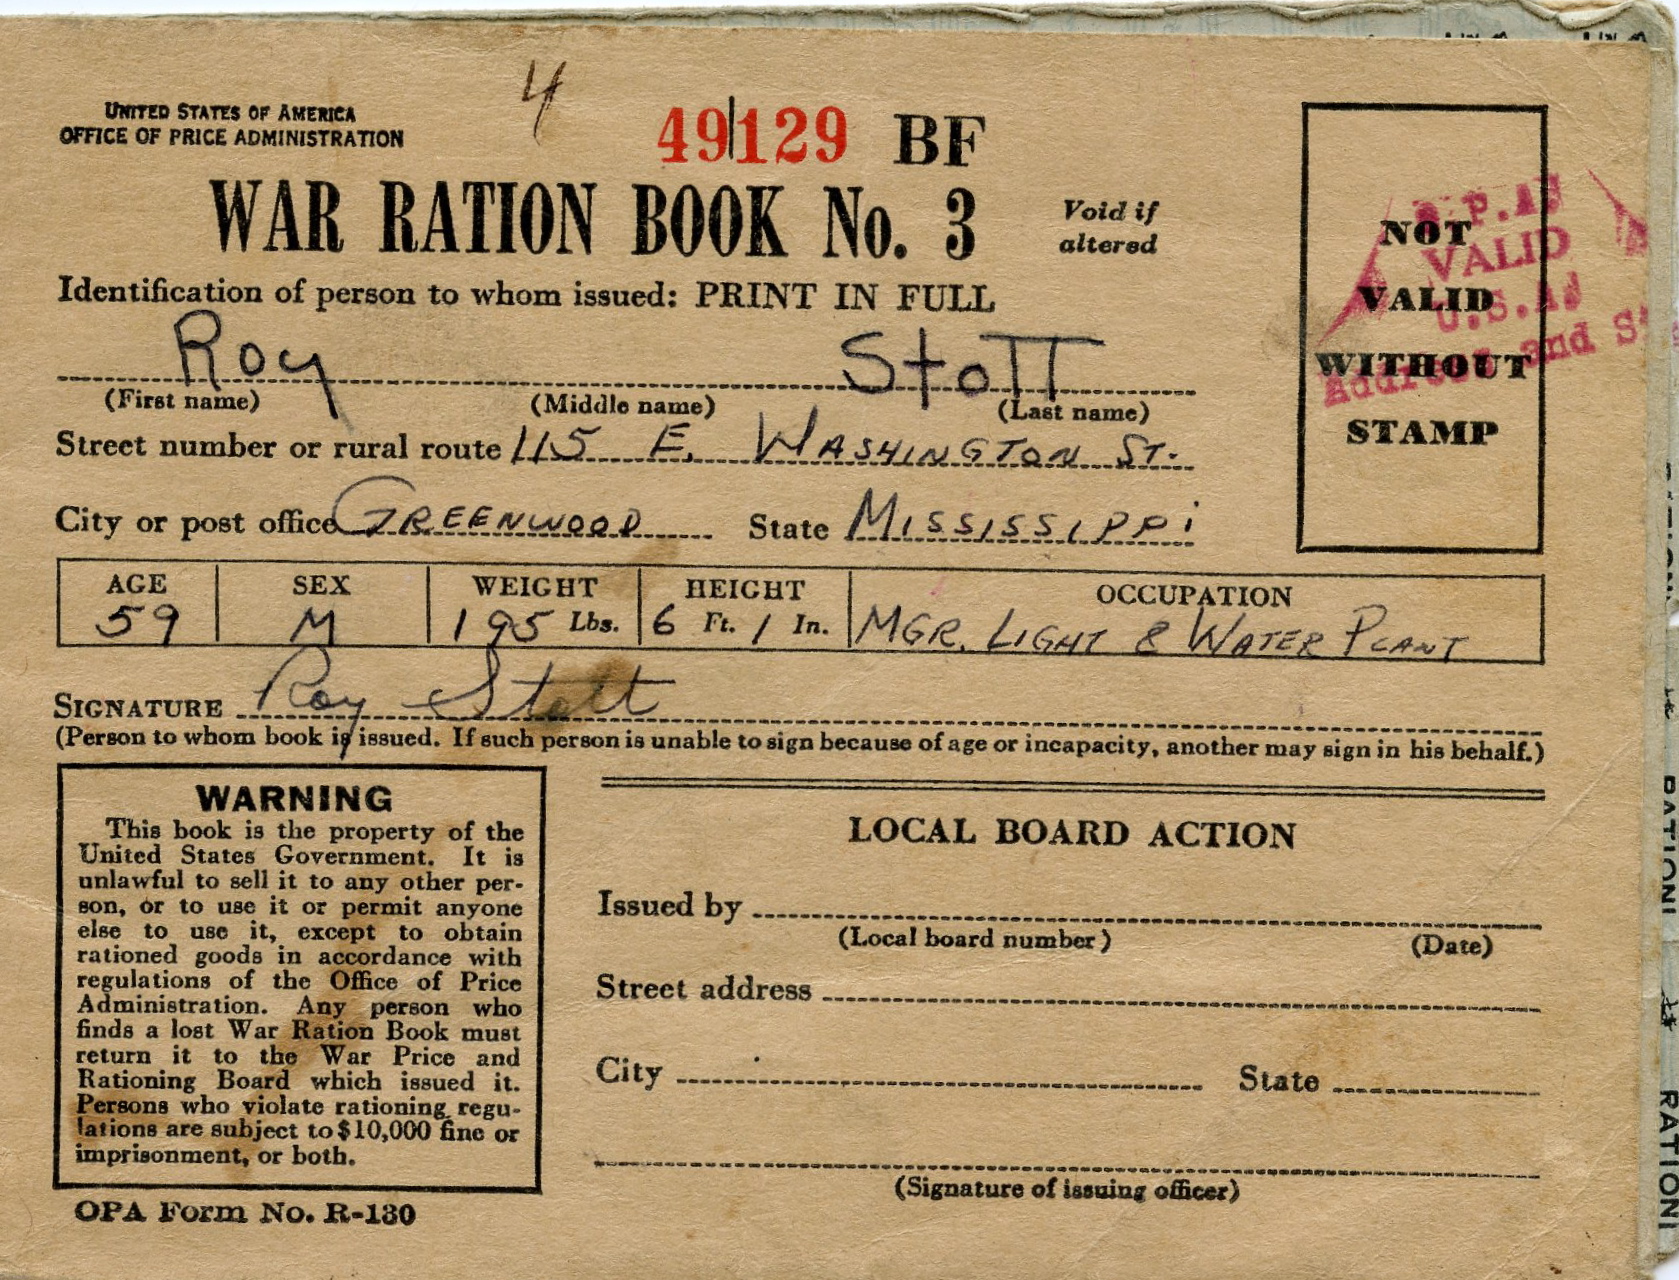 4
UNITED STATES OF AMERICA
OFFICE OF PRICE ADMINISTRATION
49129 BF
WAR RATION BOOK No. 3
Void if
altered
Identification of person to whom issued: PRINT IN FULL
Roy Stott
(First name) (Middle name) (Last name)
Street number or rural route 115 E. WASHINGTON ST.
City or post office GREENWOOD State MISSISSIPPi
NOT
VALID
WITHOUT
STAMP
VALID
U.S.A.
Address and
AGE SEX WEIGHT HEIGHT OCCUPATION
59 M 195 Lbs. 6 Ft. 1 In. MGR. LIGHT & WATER PLANT
SIGNATURE Roy Stott
(Person to whom book is issued. If such person is unable to sign because of age or incapacity, another may sign in his behalf.)
WARNING
This book is the property of the
United States Government. It is
unlawful to sell it to any other per-
son, or to use it or permit anyone
else to use it, except to obtain
rationed goods in accordance with
regulations of the Office of Price
Administration. Any person who
finds a lost War Ration Book must
return it to the War Price and
Rationing Board which issued it.
Persons who violate rationing regu-
lations are subject to $10,000 fine or
imprisonment, or both.
OPA Form No. R-130
LOCAL BOARD ACTION
Issued by
(Local board number) (Date)
Street address
City State
(Signature of issuing officer)
RATIONI
RATIONI